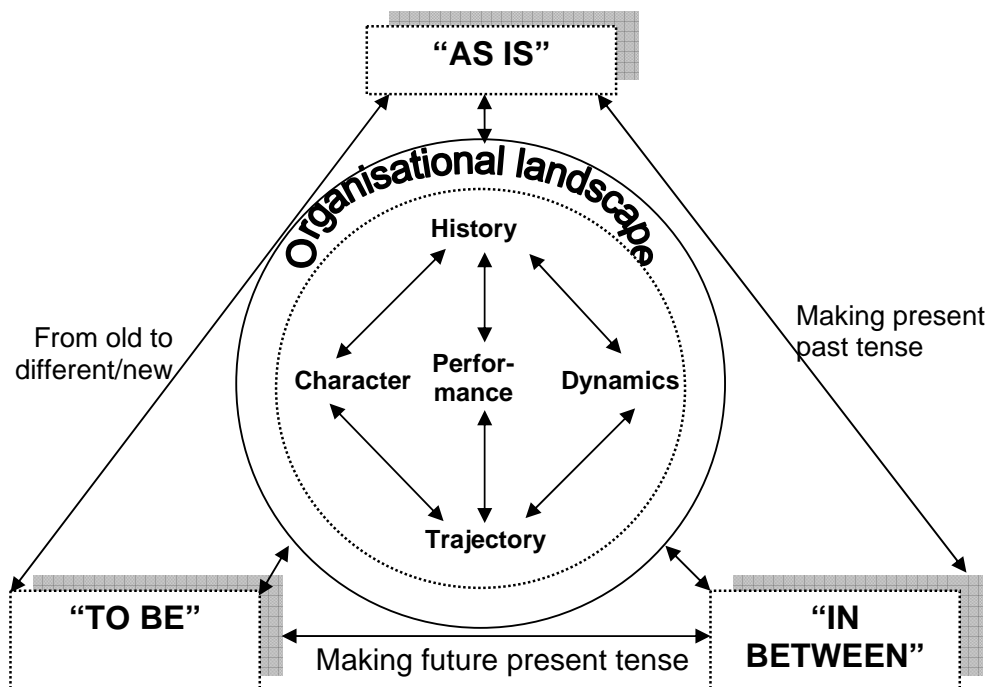 “AS IS”
Organisational landscape
History
From old to
different/new
Making present
past tense
Character
Perfor-
mance
Dynamics
Trajectory
“TO BE”
“IN
BETWEEN”
Making future present tense